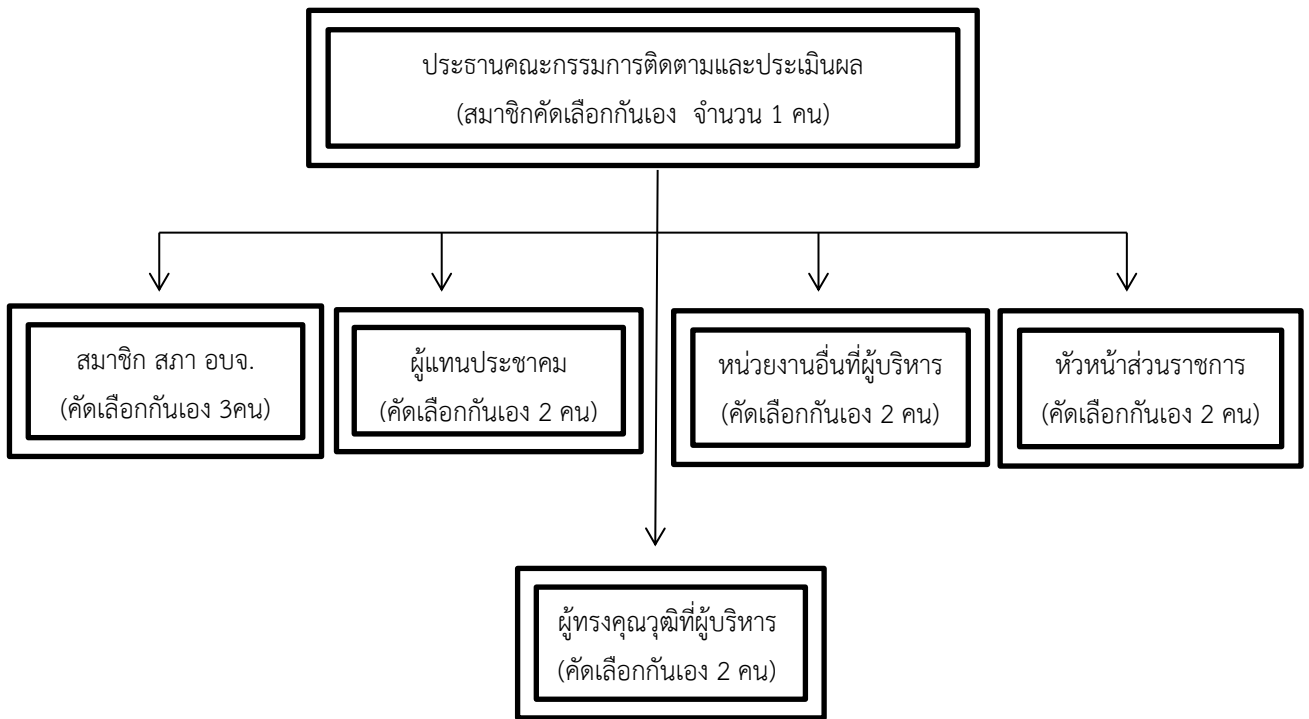 ประธานคณะกรรมการติดตามและประเมินผล
(สมาชิกคัดเลือกกันเอง จำนวน 1 คน)
สมาชิก สภา อบจ.
(คัดเลือกกันเอง 3คน)
ผู้แทนประชาคม
(คัดเลือกกันเอง 2 คน)
หน่วยงานอื่นที่ผู้บริหาร
(คัดเลือกกันเอง 2 คน)
หัวหน้าส่วนราชการ
(คัดเลือกกันเอง 2 คน)
ผู้ทรงคุณวุฒิที่ผู้บริหาร
(คัดเลือกกันเอง 2 คน)